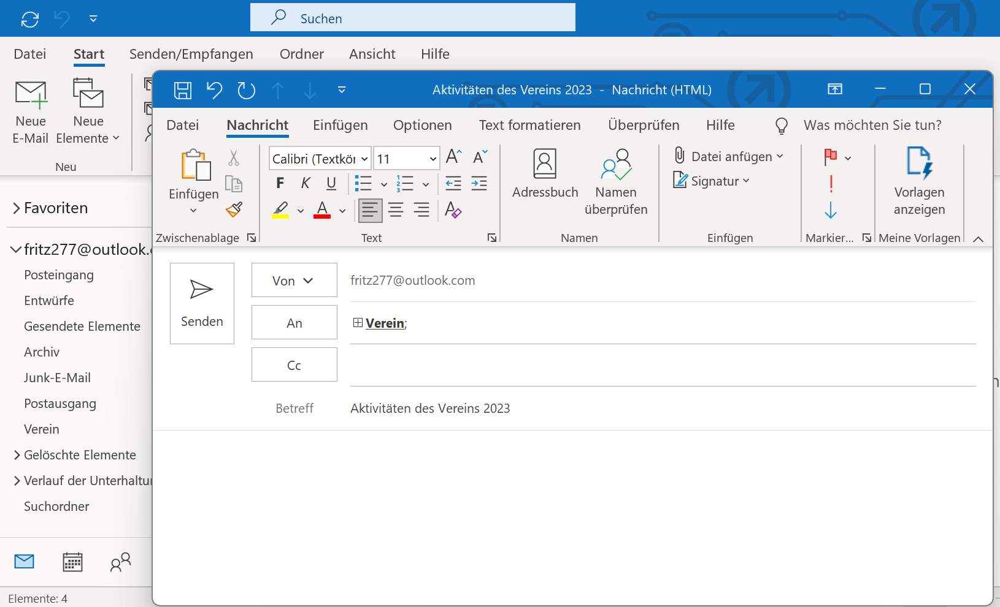 Suchen
Datei Start Senden/Empfangen Ordner Ansicht Hilfe
Neue
E-Mail
Neue
Elemente
Neu
Favoriten
fritz277@outlook.
Posteingang
Entwürfe
Gesendete Elemente
Archiv
Junk-E-Mail
Postausgang
Verein
Gelöschte Elemente
Verlauf der Unterhaltu
Suchordner
Elemente: 4
Aktivitäten des Vereins 2023 - Nachricht (HTML)
Datei Nachricht Einfügen Optionen Text formatieren Überprüfen Hilfe Was möchten Sie tun?
Einfügen
Zwischenablage
Calibri (Textkör 11
F K U
Text
Adressbuch
Namen
überprüfen
Namen
Datei anfügen
Signatur
Einfügen
Markier...
Vorlagen
anzeigen
Meine Vorlagen
Senden
Von fritz277@outlook.com
An Verein;
Cc
Betreff Aktivitäten des Vereins 2023